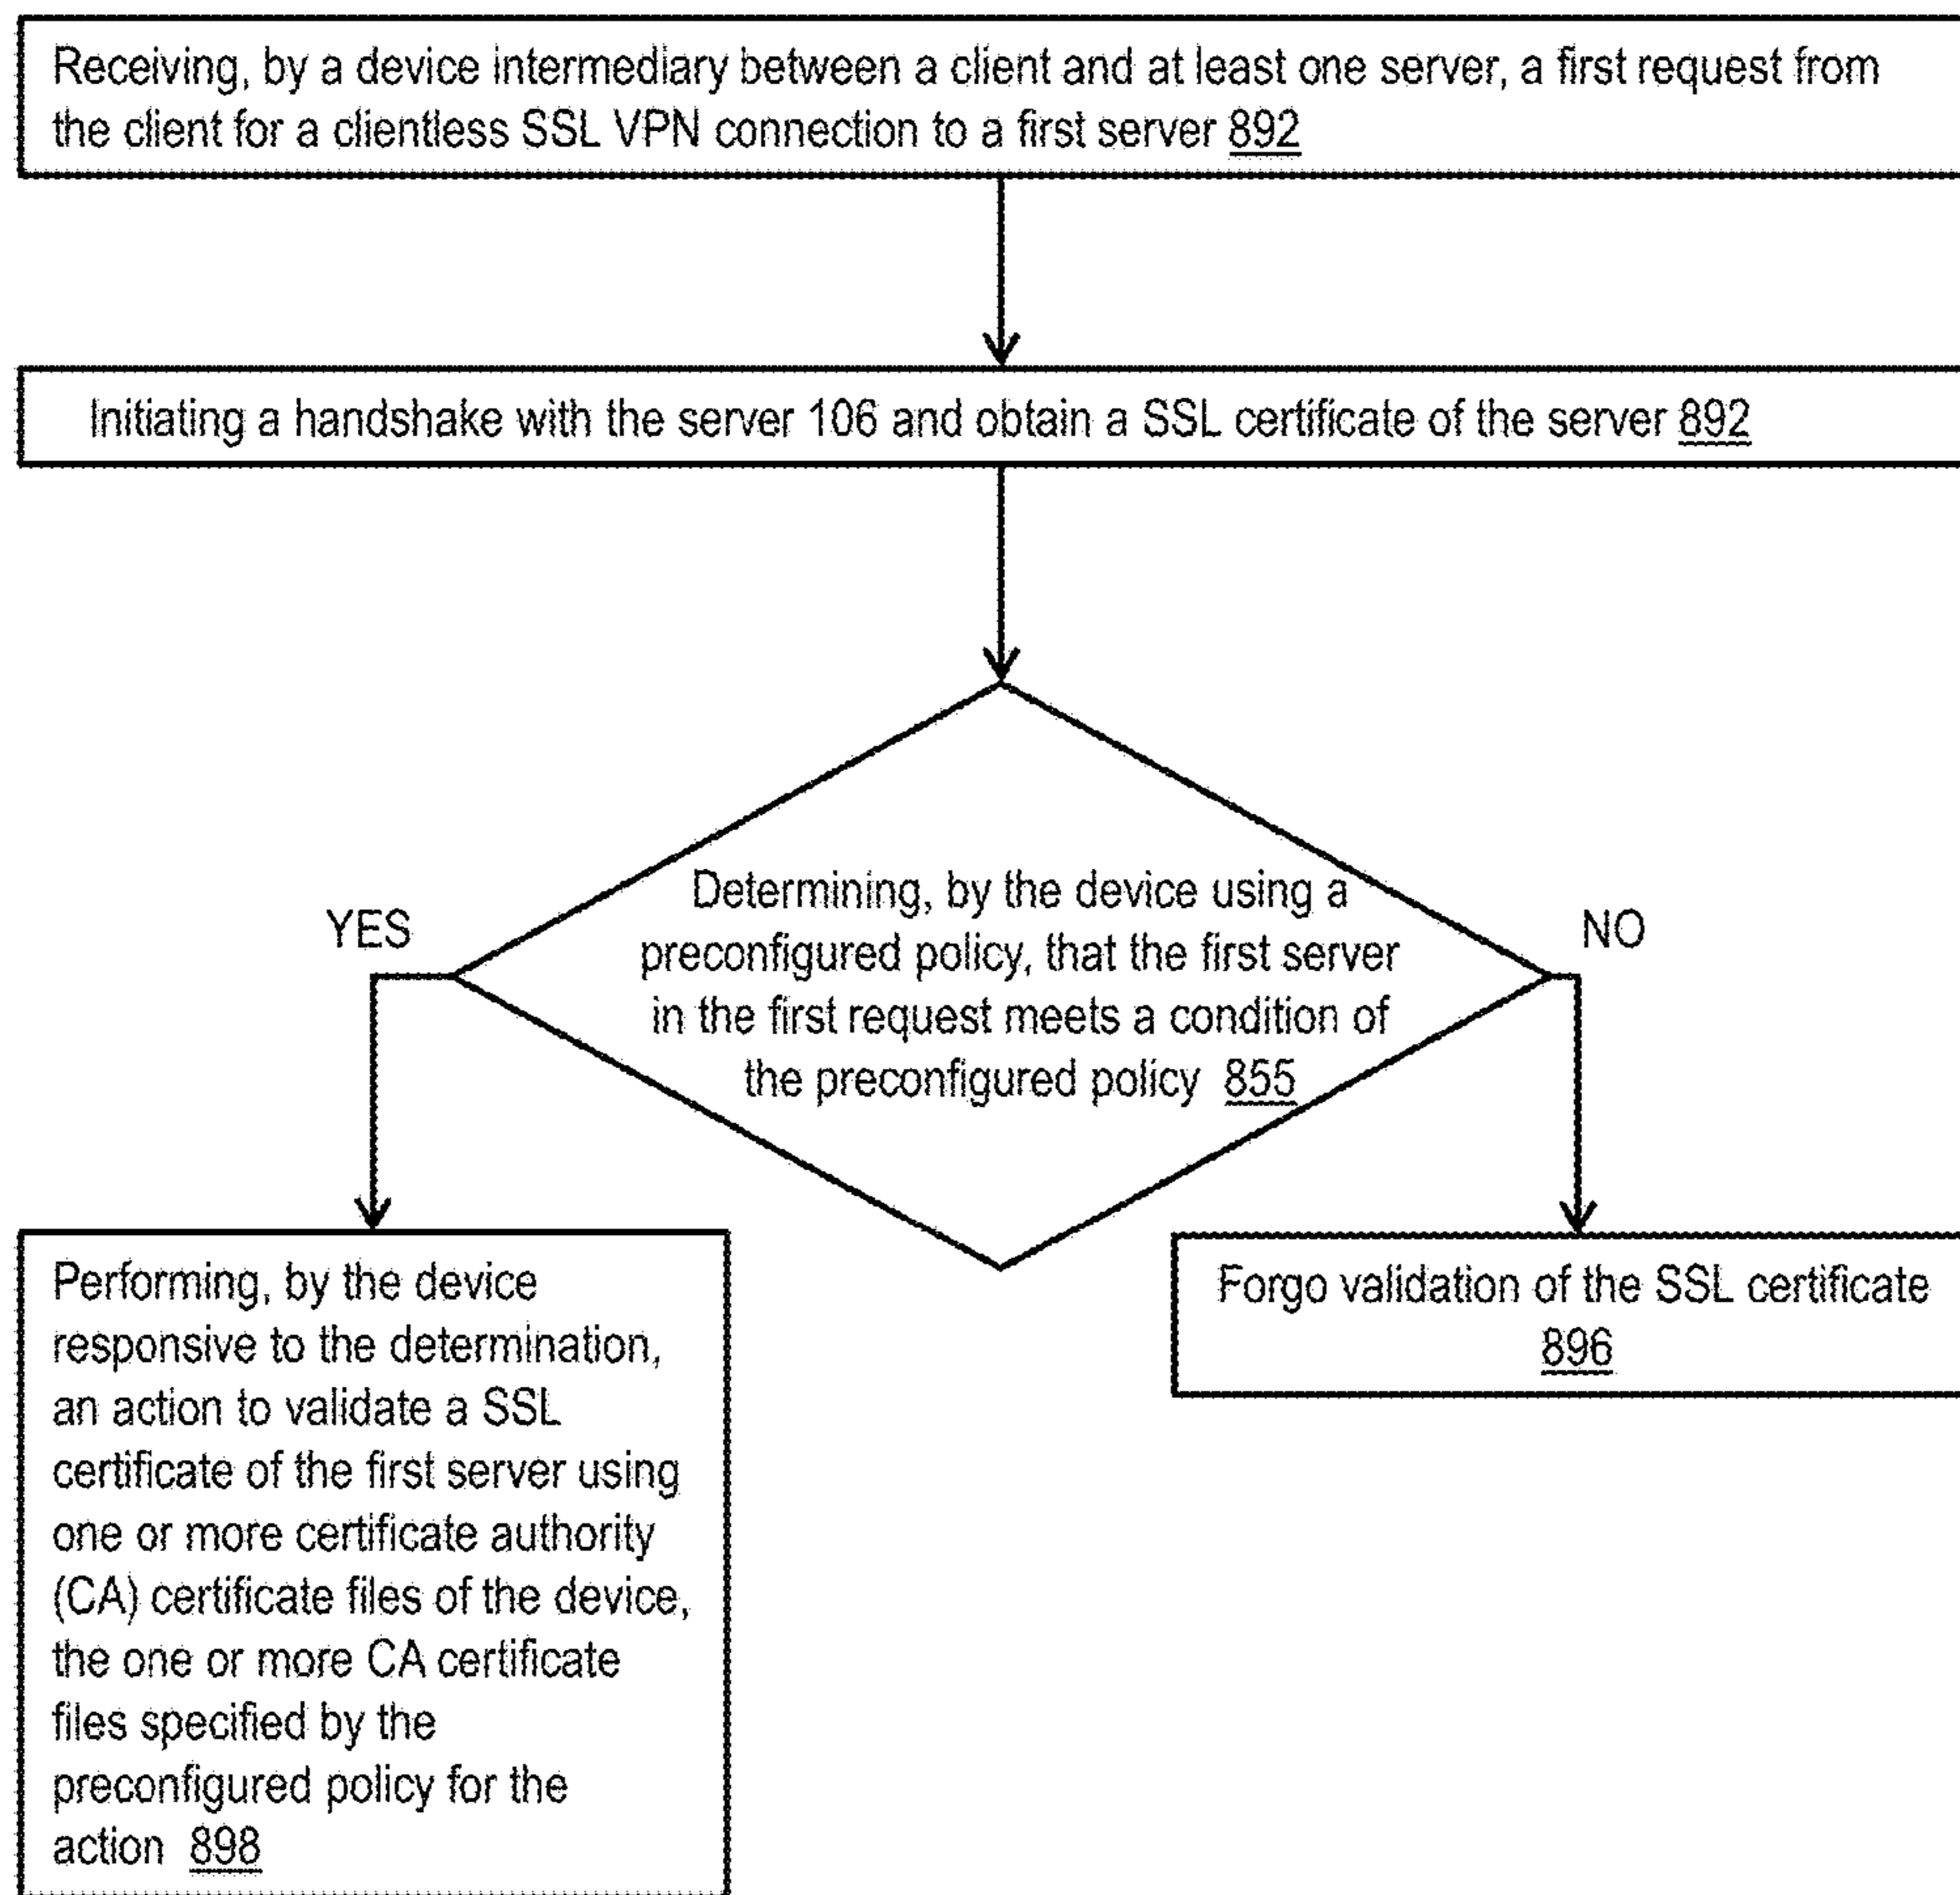 Receiving, by a device intermediary between a client and at least one server, a first request from
the client for a clientless SSL VPN connection to a first server 892
Initiating a handshake with the server 106 and obtain a SSL certificate of the server 892
Determining, by the device using a
preconfigured policy, that the first server
in the first request meets a condition of
the preconfigured policy 855
YES
NO
Performing, by the device
responsive to the determination,
an action to validate a SSL
certificate of the first server using
one or more certificate authority
(CA) certificate files of the device,
the one or more CA certificate
files specified by the
preconfigured policy for the
action 898
Forgo validation of the SSL certificate
896